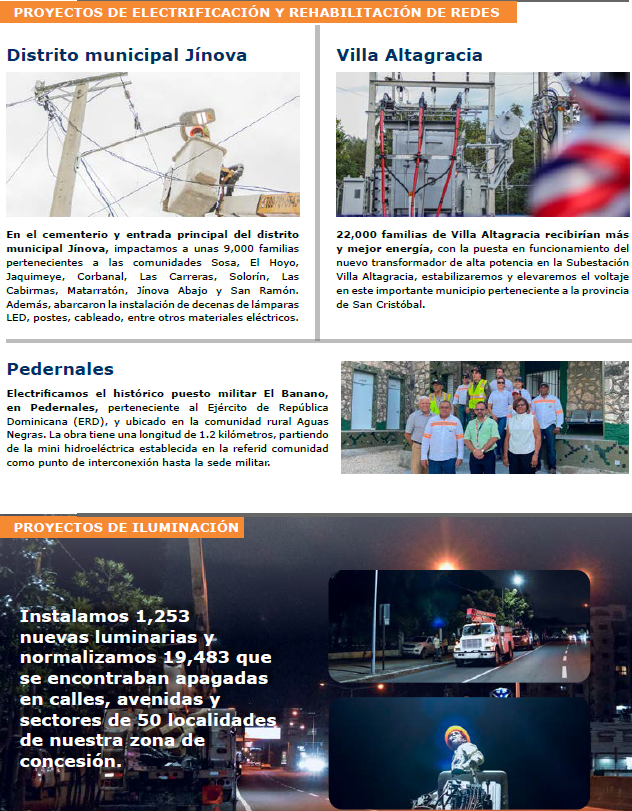 PROYECTOS DE ELECTRIFICACIÓN Y REHABILITACIÓN DE REDES
Distrito municipal Jínova
En el cementerio y entrada principal del distrito
municipal Jínova, impactamos a unas 9,000 familias
pertenecientes a las comunidades Sosa, El Hoyo,
Jaquimeye, Corbanal, Las Carreras, Solorín, Las
Cabirmas, Matarratón, Jínova Abajo y San Ramón.
Además, abarcaron la instalación de decenas de lámparas
LED, postes, cableado, entre otros materiales eléctricos.
Villa Altagracia
22,000 familias de Villa Altagracia recibirían más
y mejor energía, con la puesta en funcionamiento del
nuevo transformador de alta potencia en la Subestación
Villa Altagracia, estabilizaremos y elevaremos el voltaje
en este importante municipio perteneciente a la provincia
de San Cristóbal.
Pedernales
Electrificamos el histórico puesto militar El Banano,
en Pedernales, perteneciente al Ejército de República
Dominicana (ERD), y ubicado en la comunidad rural Aguas
Negras. La obra tiene una longitud de 1.2 kilómetros, partiendo
de la mini hidroeléctrica establecida en la referid comunidad
como punto de interconexión hasta la sede militar.
PROYECTOS DE ILUMINACIÓN
Instalamos 1,253
nuevas luminarias y
normalizamos 19,483 que
se encontraban apagadas
en calles, avenidas y
sectores de 50 localidades
de nuestra zona de
concesión.